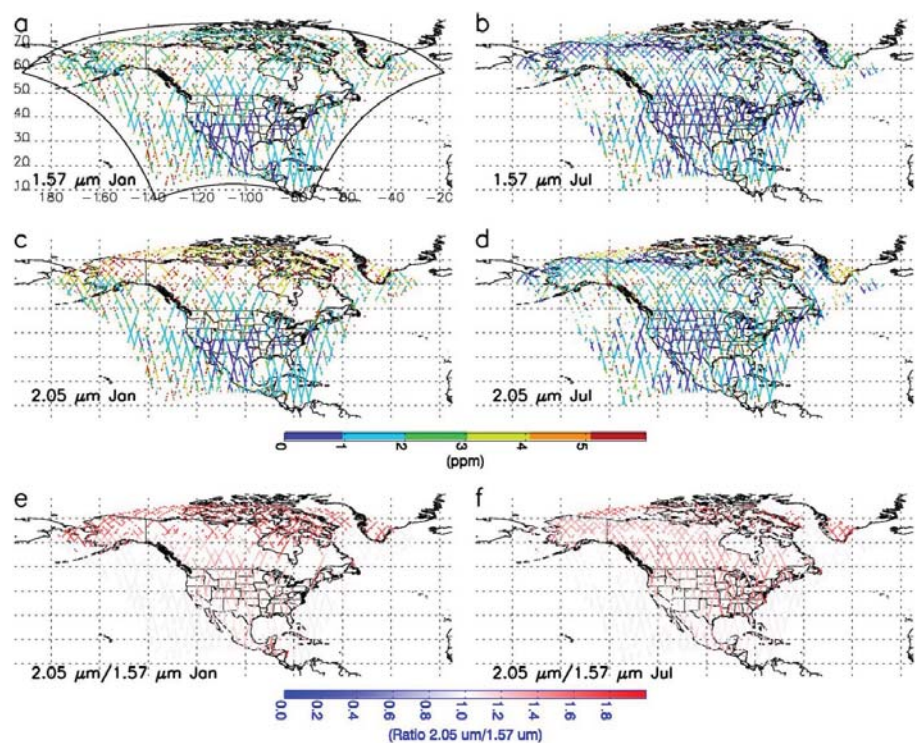 a
b
70
60
50
40
30
20
10
1.57 μm Jan
1.57 μm Jul
-180 -160 -140 -120 -100 -80 -60 -40 -20
c
d
2.05 μm Jan
2.05 μm Jul
0 1 2 3 4 5
(ppm)
e
f
2.05 μm/1.57 μm Jan
2.05 μm/1.57 μm Jul
0.0 0.2 0.4 0.6 0.8 1.0 1.2 1.4 1.6 1.8
(Ratio 2.05 um/1.57 um)